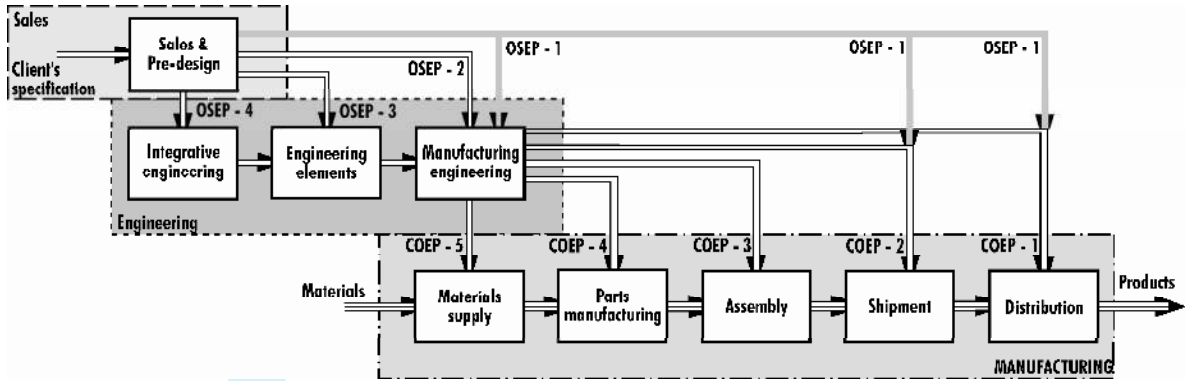 Sales
Sales &
Pre-design
Client's
specification
OSEP - 1
OSEP - 1
OSEP - 1
OSEP - 2
OSEP - 4
OSEP - 3
Integrative
engineering
Engineering
elements
Manufacturing
engineering
Engineering
COEP - 5
COEP - 4
COEP - 3
COEP - 2
COEP - 1
Materials
Products
Materials
supply
Parts
manufacturing
Assembly
Shipment
Distribution
MANUFACTURING